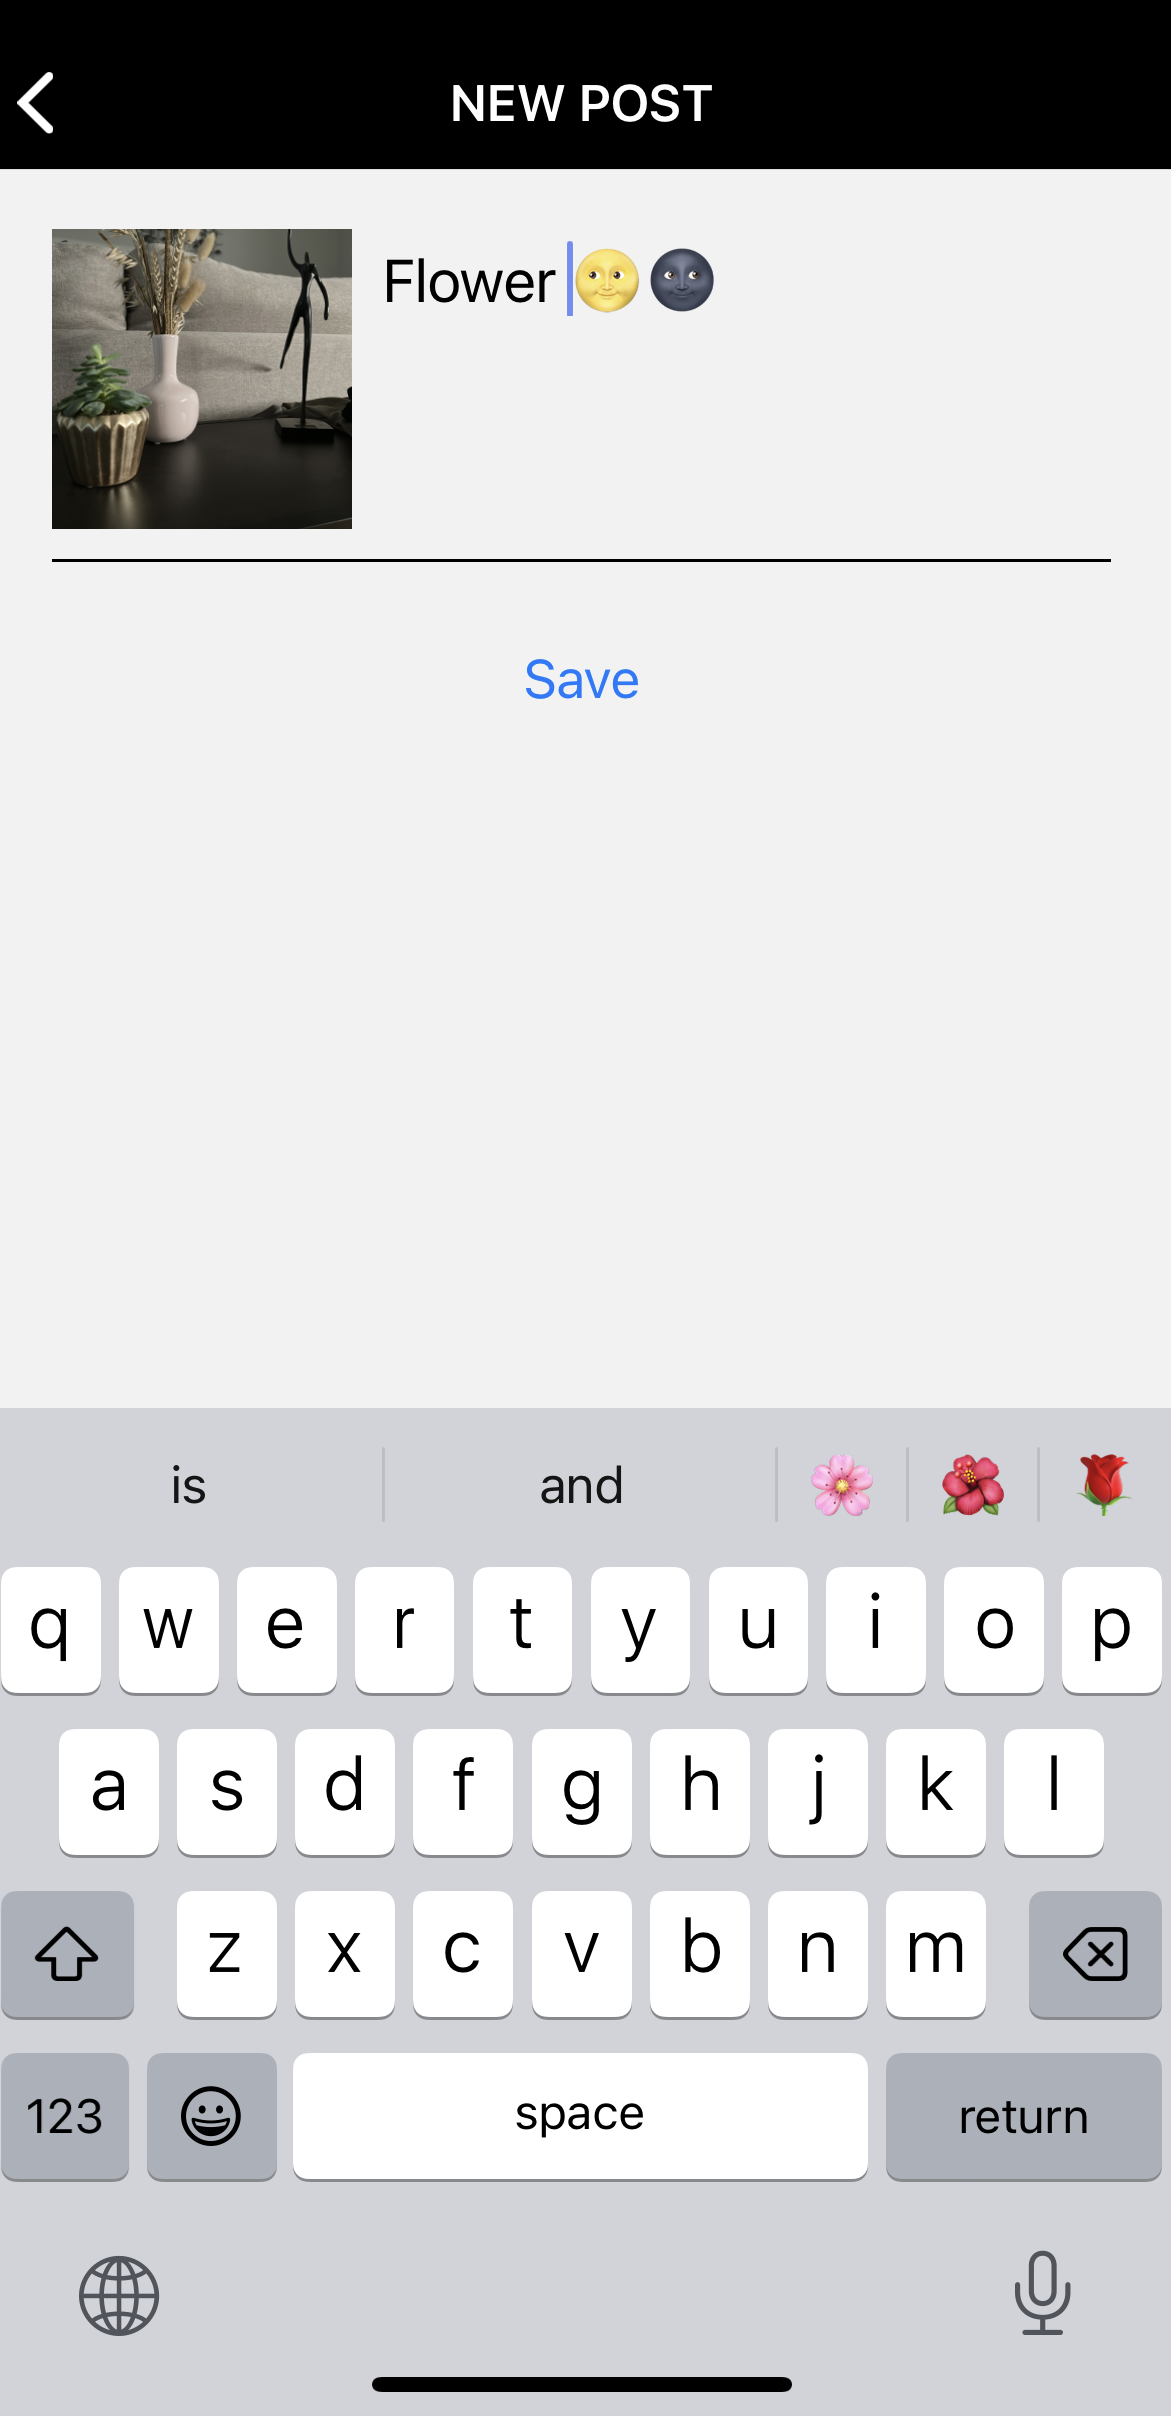 NEW POST
Flower 🌝🌚
Save
is and 🌸 🌺 🌹
q w e r t y u i o p
a s d f g h j k l
z x c v b n m
123 space return